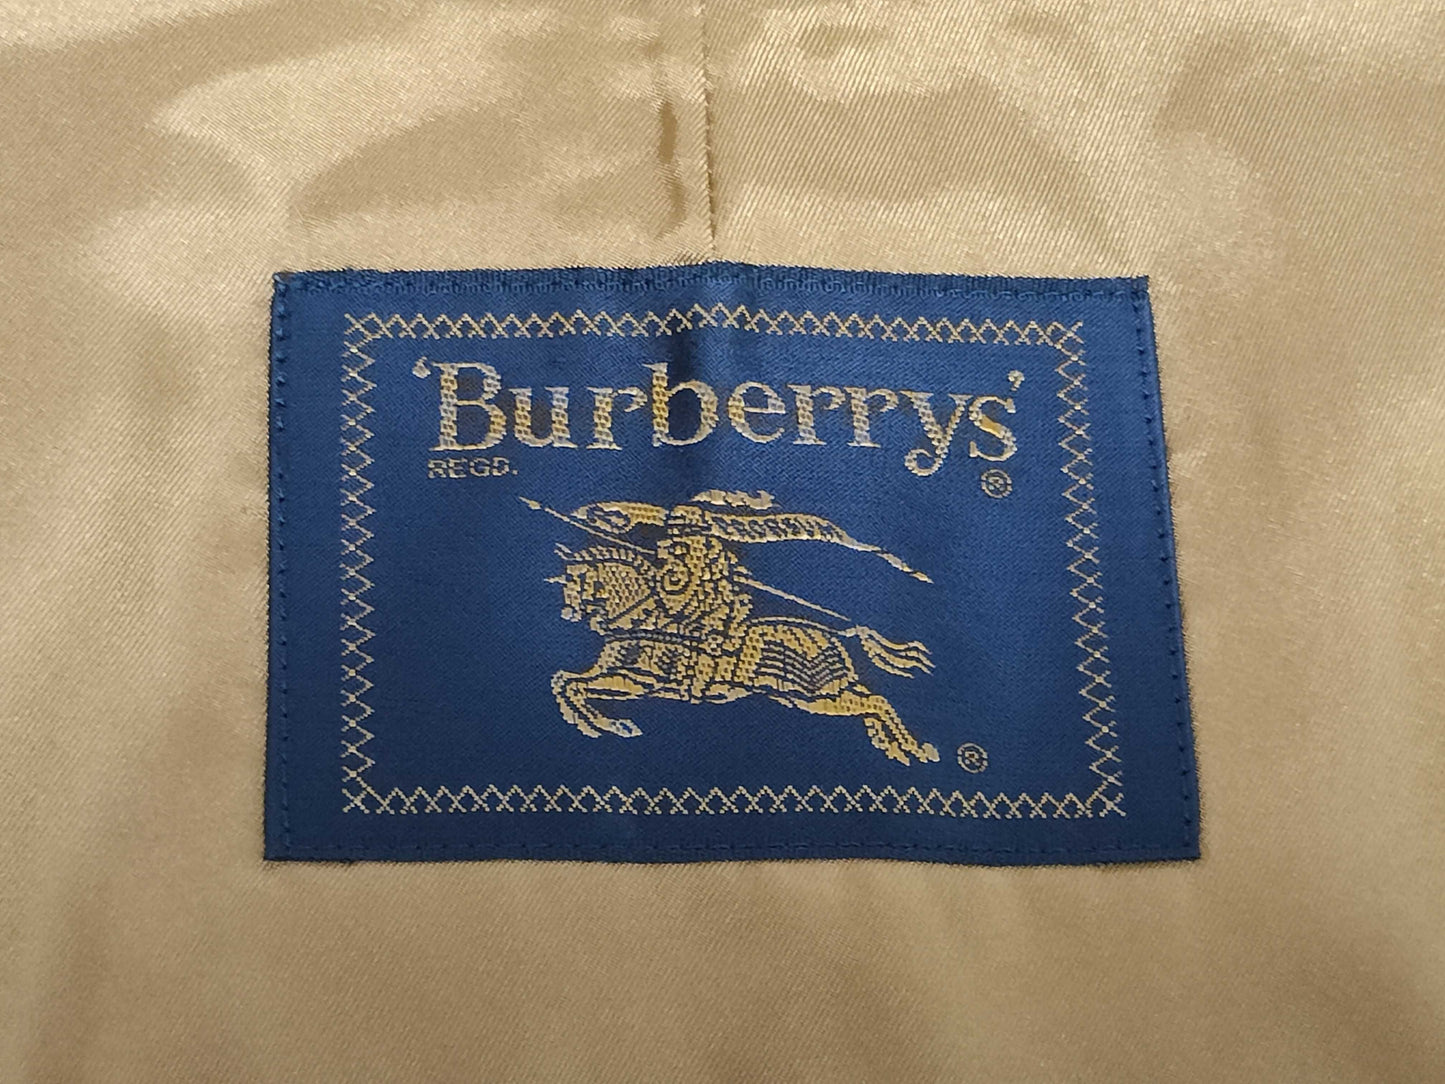 ‘Burberrys’
REGD. ®
®